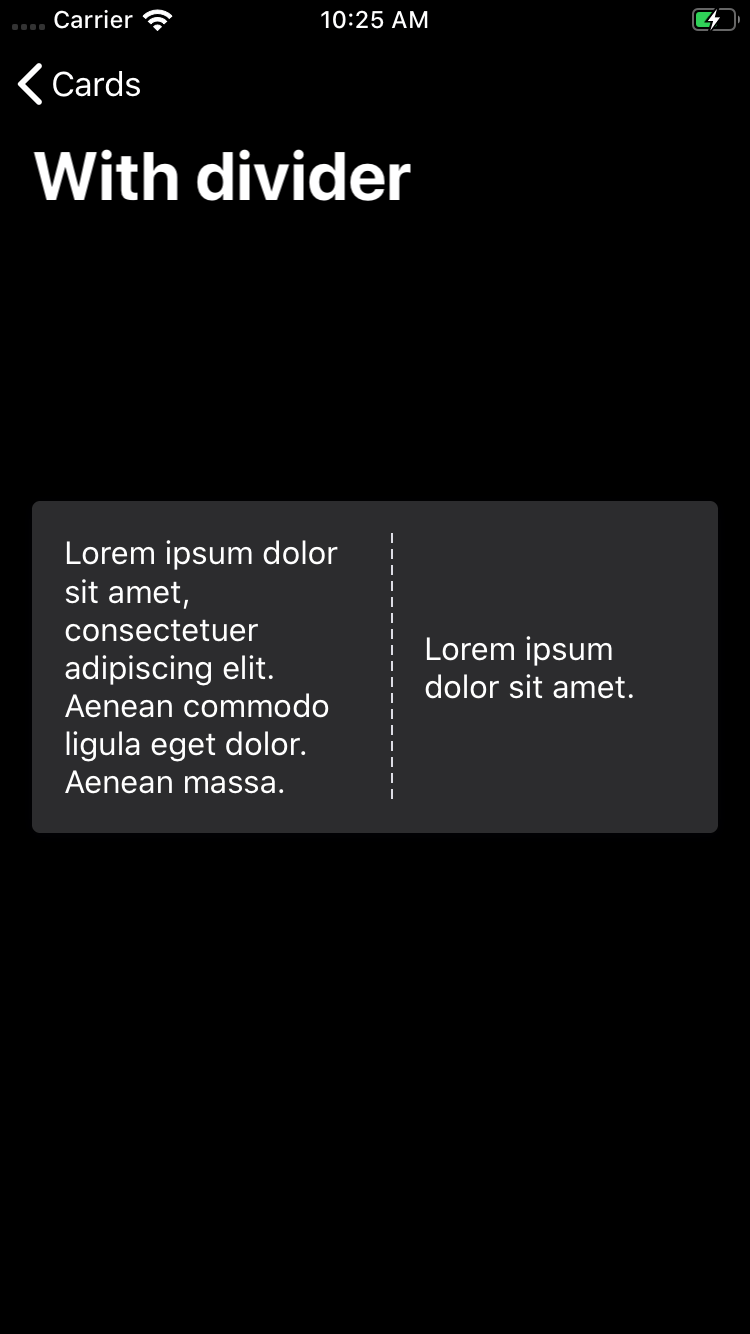 Carrier 10:25 AM
Cards
With divider
Lorem ipsum dolor
sit amet,
consectetuer
adipiscing elit.
Aenean commodo
ligula eget dolor.
Aenean massa.
Lorem ipsum
dolor sit amet.